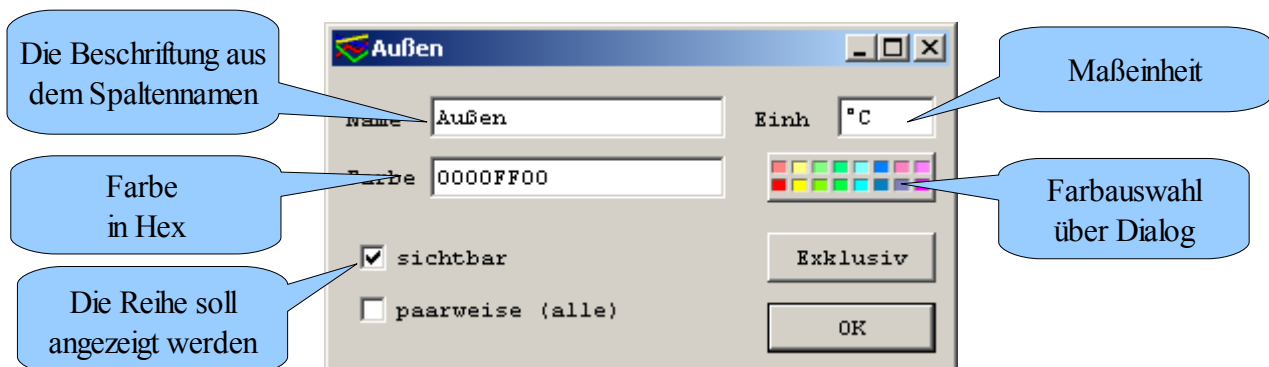 Die Beschriftung aus
dem Spaltennamen
Außen
Maßeinheit
Name
Außen
Einh
°C
Farbe
in Hex
Farbe
0000FF00
Farbauswahl
über Dialog
sichtbar
Exklusiv
Die Reihe soll
angezeigt werden
paarweise (alle)
OK